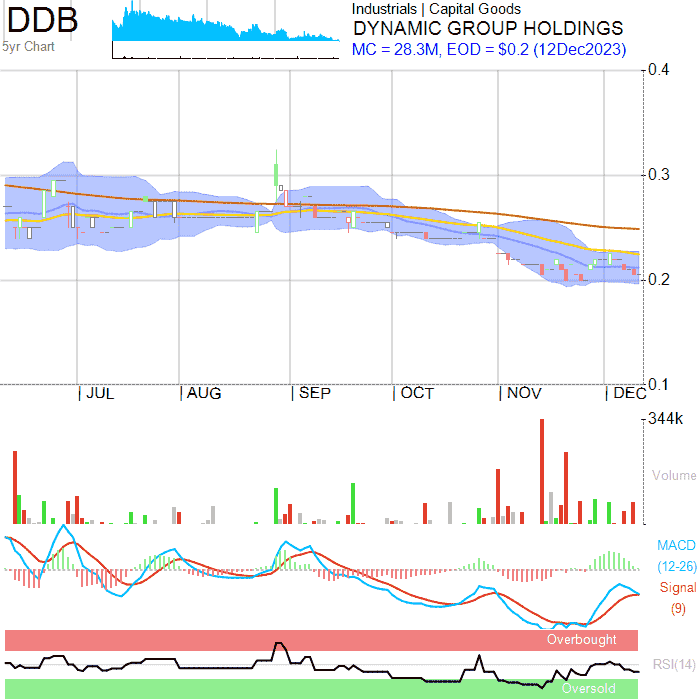 DDB
5yr Chart
Industrials | Capital Goods
DYNAMIC GROUP HOLDINGS
MC = 28.3M, EOD = $0.2 (12Dec2023)
0.4
0.3
0.2
0.1
JUL
AUG
SEP
OCT
NOV
DEC
344k
Volume
MACD
(12-26)
Signal
(9)
Overbought
RSI(14)
Oversold